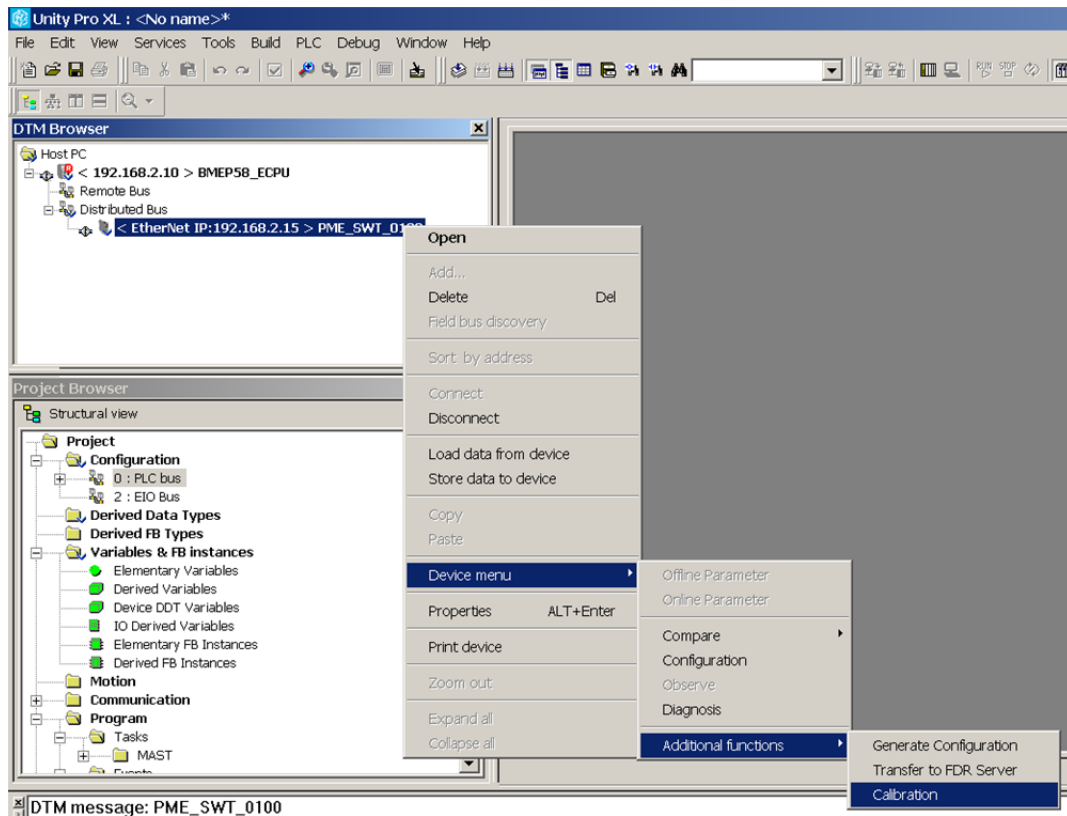 Unity Pro XL : <No name>*
File Edit View Services Tools Build PLC Debug Window Help
RUN STOP
DTM Browser
Host PC
< 192.168.2.10 > BMEP58_ECPU
Remote Bus
Distributed Bus
< EtherNet IP:192.168.2.15 > PME_SWT_0100
Open
Add...
Delete Del
Field bus discovery
Sort by address
Connect
Disconnect
Load data from device
Store data to device
Copy
Paste
Device menu
Properties ALT+Enter
Print device
Zoom out
Expand all
Collapse all
Offline Parameter
Online Parameter
Compare
Configuration
Observe
Diagnosis
Additional functions
Generate Configuration
Transfer to FDR Server
Calibration
Project Browser
Structural view
Project
Configuration
0 : PLC bus
2 : EIO Bus
Derived Data Types
Derived FB Types
Variables & FB instances
Elementary Variables
Derived Variables
Device DDT Variables
IO Derived Variables
Elementary FB Instances
Derived FB Instances
Motion
Communication
Program
Tasks
MAST
Events
DTM message: PME_SWT_0100